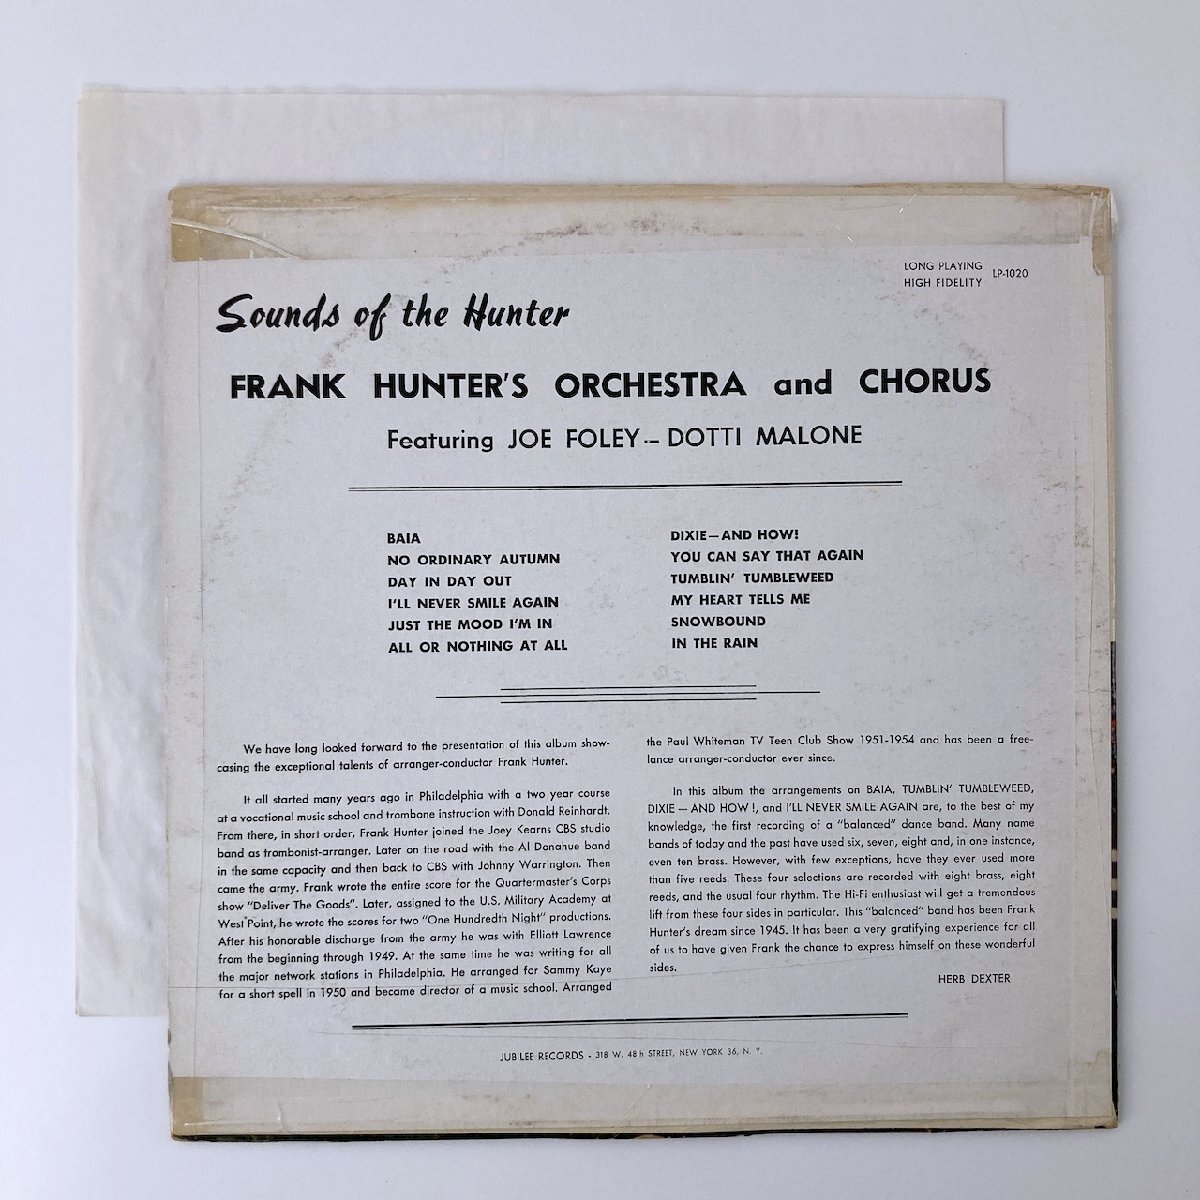 LONG PLAYING
HIGH FIDELITY
LP-1020
Sounds of the Hunter
FRANK HUNTER'S ORCHESTRA and CHORUS
Featuring JOE FOLEY -- DOTTI MALONE
BAIA
NO ORDINARY AUTUMN
DAY IN DAY OUT
I'LL NEVER SMILE AGAIN
JUST THE MOOD I'M IN
ALL OR NOTHING AT ALL
DIXIE—AND HOW!
YOU CAN SAY THAT AGAIN
TUMBLIN' TUMBLEWEED
MY HEART TELLS ME
SNOWBOUND
IN THE RAIN
We have long looked forward to the presentation of this album show-
casing the exceptional talents of arranger-conductor Frank Hunter.
It all started many years ago in Philadelphia with a two year course
at a vocational music school and trombone instruction with Donald Reinhardt.
From there, in short order, Frank Hunter joined the Joey Kearns CBS studio
band as trombonist-arranger. Later on the road with the Al Donahue band
in the same capacity and then back to CBS with Johnny Warrington. Then
came the army. Frank wrote the entire score for the Quartermaster's Corps
show "Deliver The Goods". Later, assigned to the U.S. Military Academy at
West Point, he wrote the scores for two "One Hundredth Night" productions.
After his honorable discharge from the army he was with Elliott Lawrence
from the beginning through 1949. At the same time he was writing for all
the major network stations in Philadelphia. He arranged for Sammy Kaye
for a short spell in 1950 and became director of a music school. Arranged
the Paul Whiteman TV Teen Club Show 1951-1954 and has been a free-
lance arranger-conductor ever since.
In this album the arrangements on BAIA, TUMBLIN' TUMBLEWEED,
DIXIE — AND HOW !, and I'LL NEVER SMILE AGAIN are, to the best of my
knowledge, the first recording of a "balanced" dance band. Many name
bands of today and the past have used six, seven, eight and, in one instance,
even ten brass. However, with few exceptions, have they ever used more
than five reeds. These four selections are recorded with eight brass, eight
reeds, and the usual four rhythm. The Hi-Fi enthusiast will get a tremendous
lift from these four sides in particular. This "balanced" band has been Frank
Hunter's dream since 1945. It has been a very gratifying experience for all
of us to have given Frank the chance to express himself on these wonderful
sides.
HERB DEXTER
JUBILEE RECORDS - 318 W. 48th STREET, NEW YORK 36, N. Y.